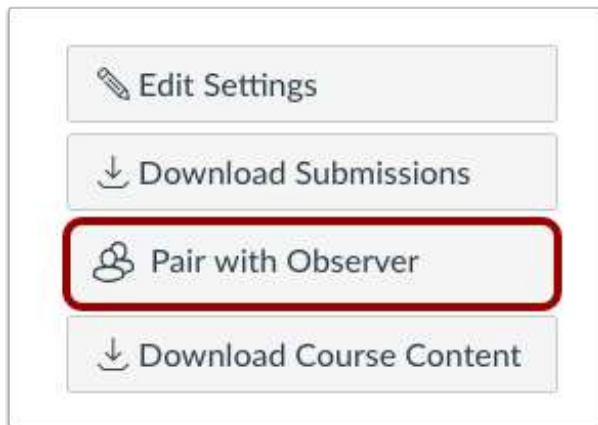 Edit Settings
Download Submissions
Pair with Observer
Download Course Content